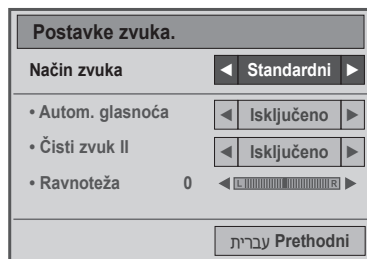 Postavke zvuka.
Način zvuka ◄ Standardni ►
• Autom. glasnoća ◄ Isključeno ►
• Čisti zvuk II ◄ Isključeno ►
• Ravnoteža 0 ◄ L R ►
עברית Prethodni